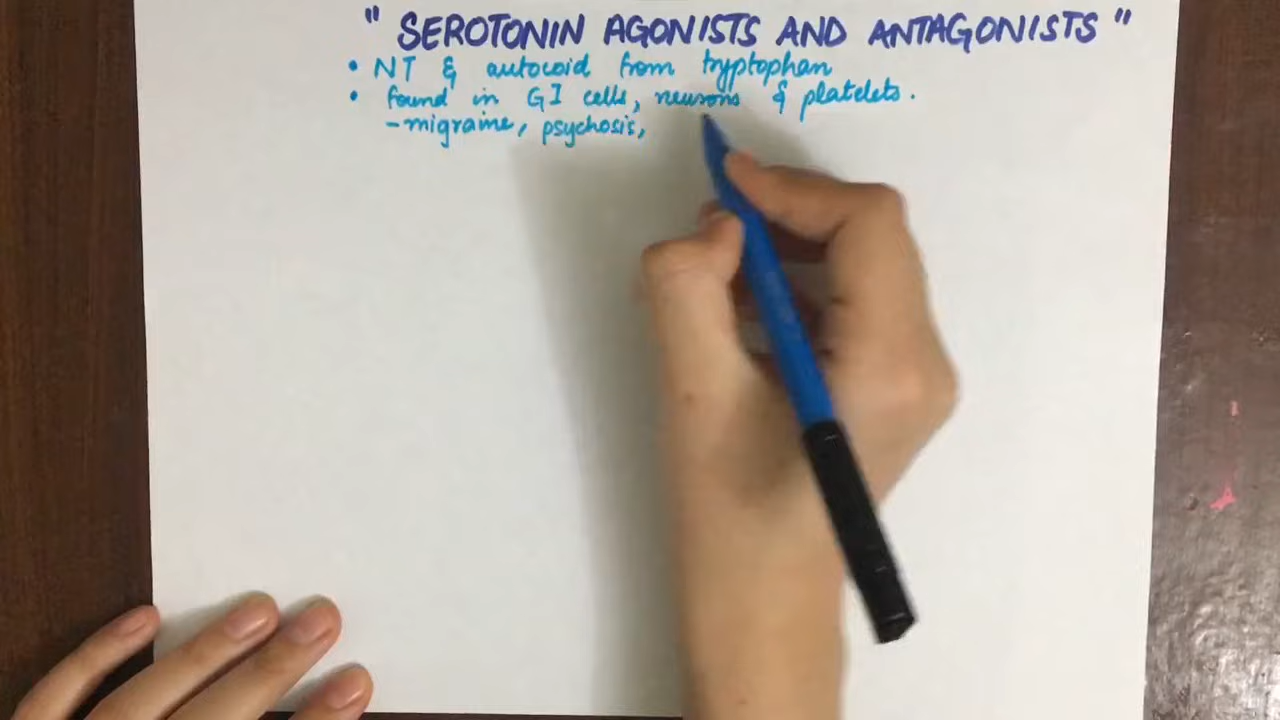 " SEROTONIN AGONISTS AND ANTAGONISTS "
• NT & autocoid from tryptophan
• found in GI cells, neurons & platelets.
- migraine, psychosis,